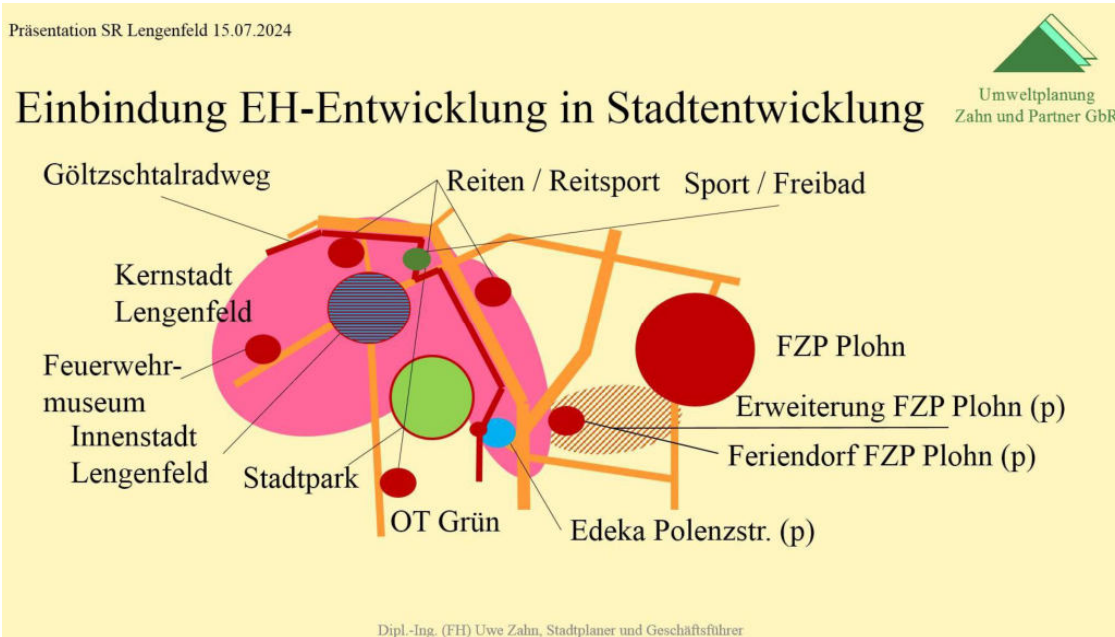 Präsentation SR Lengenfeld 15.07.2024
Umweltplanung
Zahn und Partner GbR
Einbindung EH-Entwicklung in Stadtentwicklung
Göltzschtalradweg
Reiten / Reitsport
Sport / Freibad
Kernstadt
Lengenfeld
FZP Plohn
Feuerwehr-
museum
Erweiterung FZP Plohn (p)
Innenstadt
Lengenfeld
Feriendorf FZP Plohn (p)
Stadtpark
OT Grün
Edeka Polenzstr. (p)
Dipl.-Ing. (FH) Uwe Zahn, Stadtplaner und Geschäftsführer